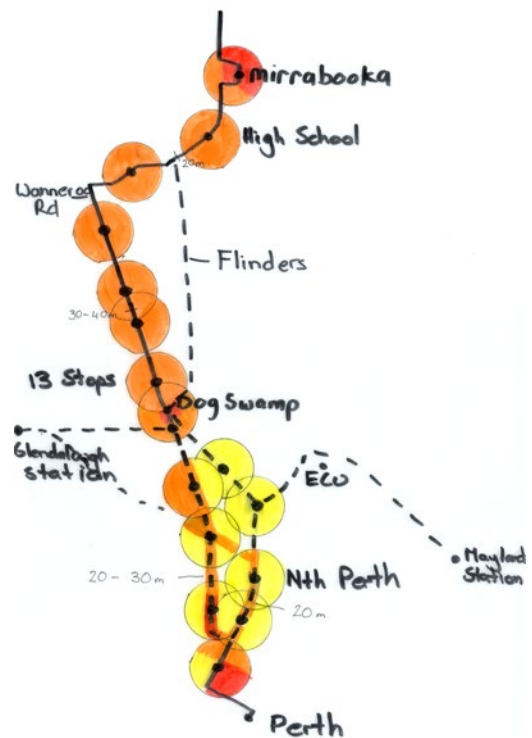 mirrabooka
High School
20m
Wanneroo
Rd
Flinders
30-40m
13 Stops
Dog Swamp
Glendalough
station
ECU
Maylands
Station
20-30m
Nth Perth
20m
Perth